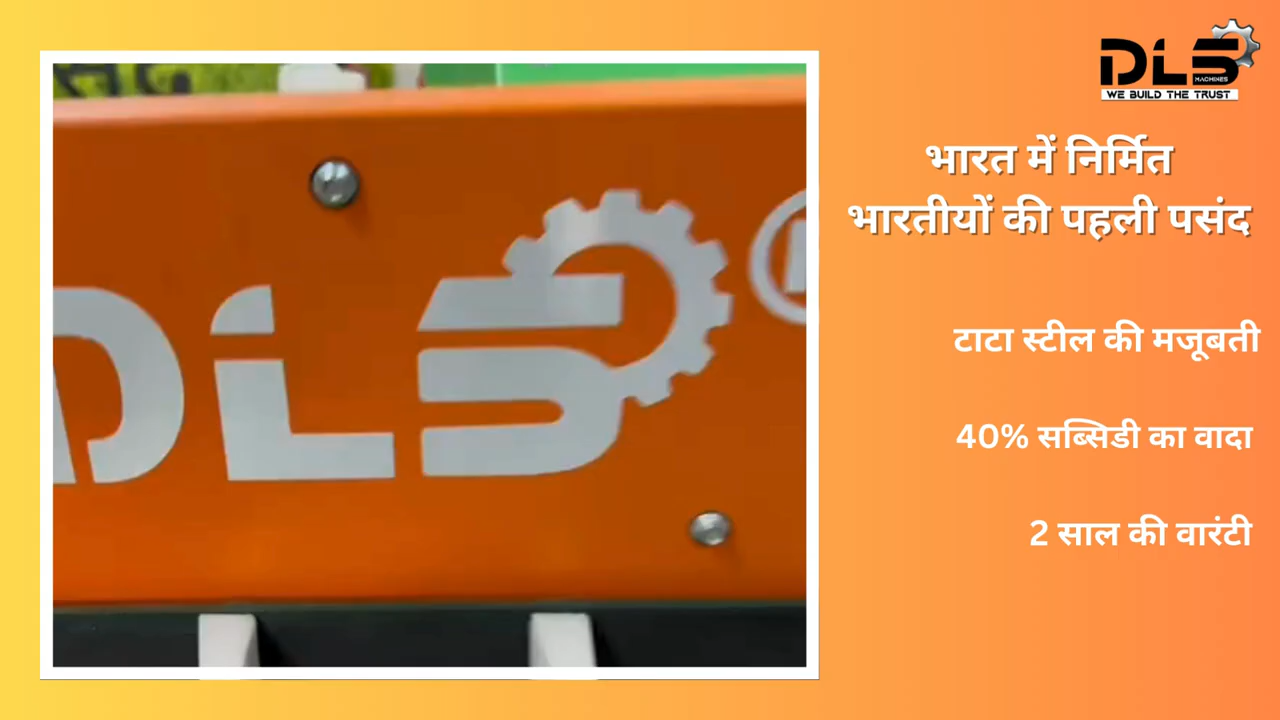 DLS
MACHINES
WE BUILD THE TRUST
भारत में निर्मित
भारतीयों की पहली पसंद
टाटा स्टील की मजूबती
40% सब्सिडी का वादा
2 साल की वारंटी
DLS